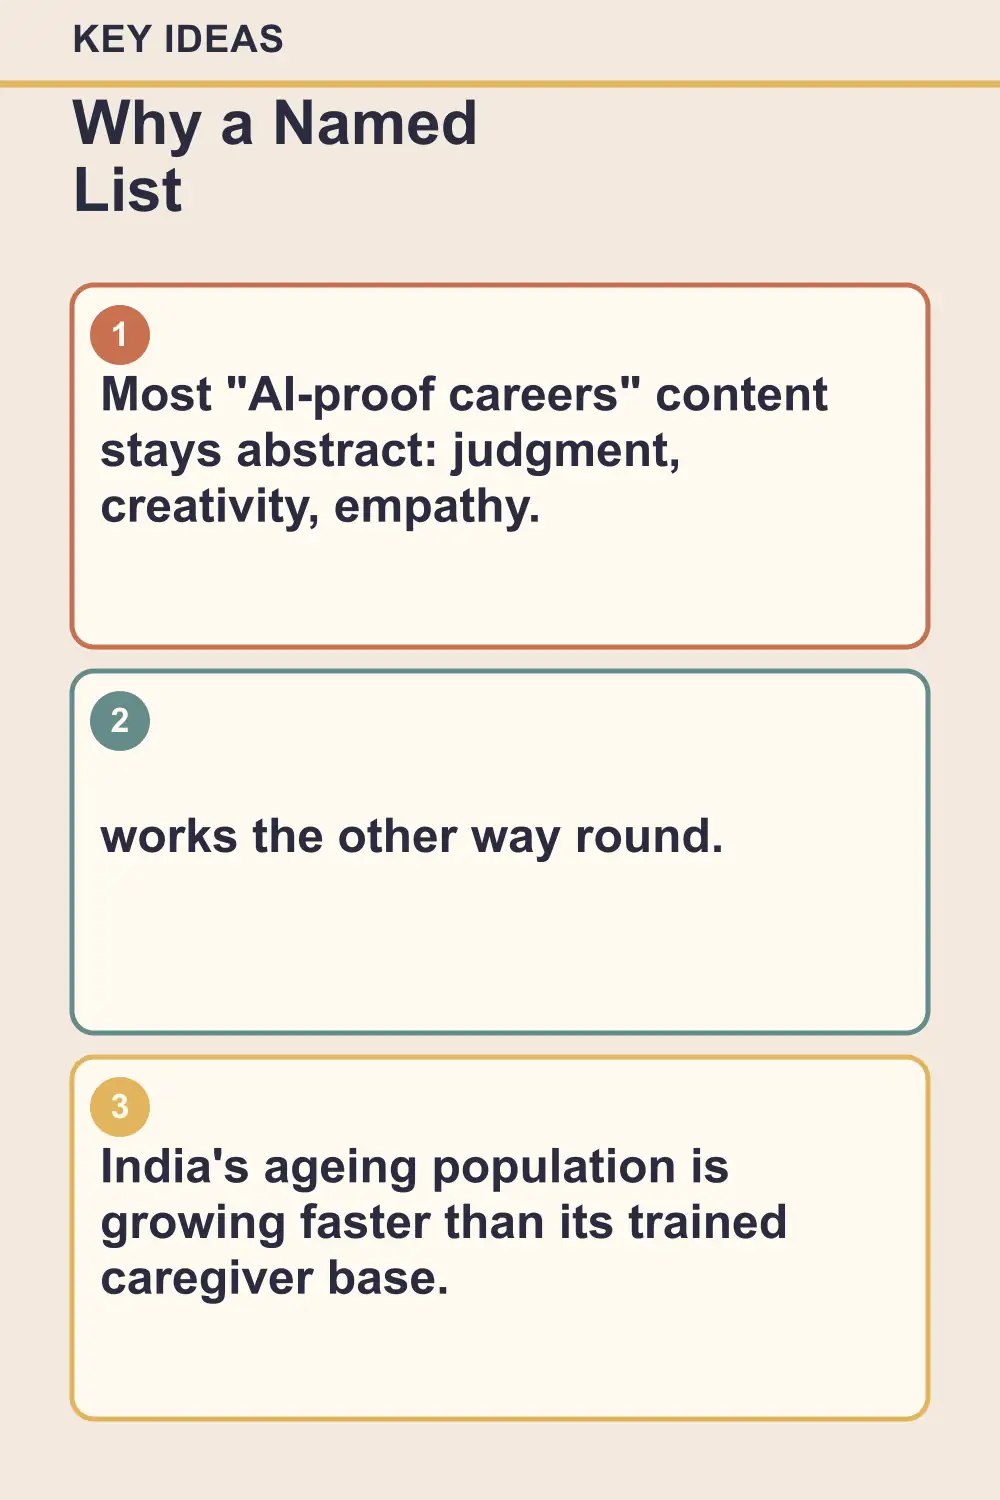 KEY IDEAS
Why a Named
List
1
Most "AI-proof careers" content
stays abstract: judgment,
creativity, empathy.
2
works the other way round.
3
India's ageing population is
growing faster than its trained
caregiver base.